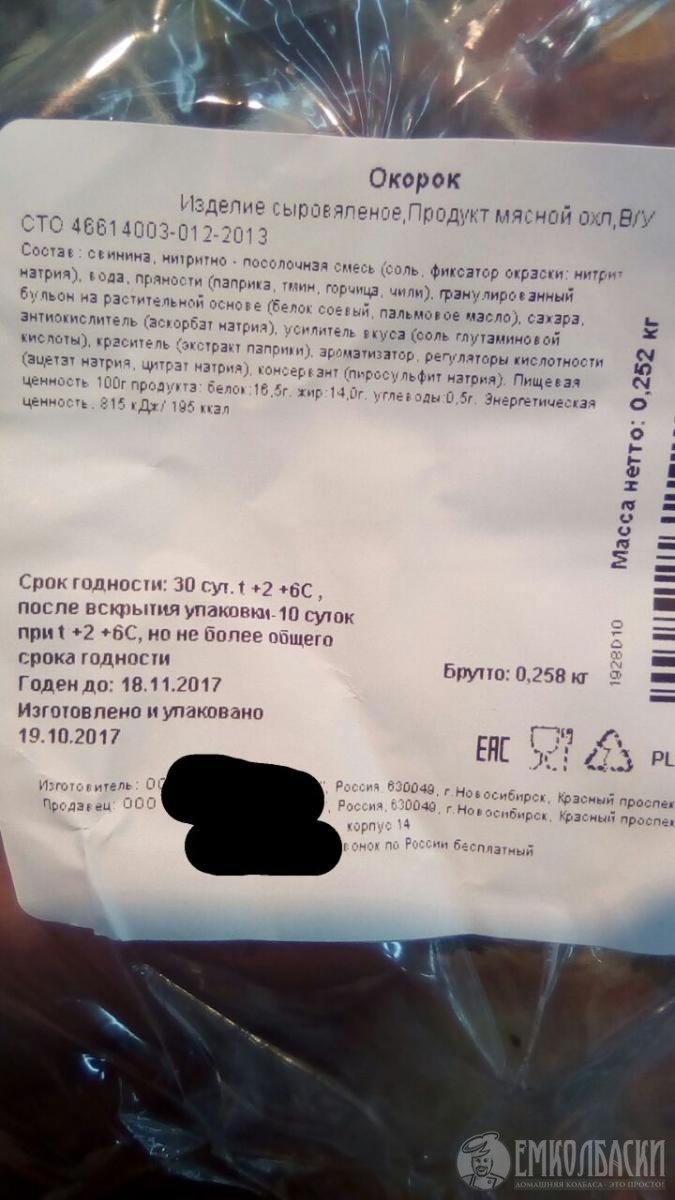 Окорок
Изделие сыровяленое,Продукт мясной охл,В/У
СТО 46614003-012-2013
Состав : свинина, нитритно - посолочная смесь (соль, фиксатор окраски: нитрит
натрия), вода, пряности (паприка, тмин, горчица, чили), гранулированный
бульон на растительной основе (белок соевый, пальмовое масло), сахара,
антиокислитель (аскорбат натрия), усилитель вкуса (соль глутаминовой
кислоты), краситель (экстракт паприки), ароматизатор, регуляторы кислотности
(ацетат натрия, цитрат натрия), консервант (пиросульфит натрия). Пищевая
ценность 100г продукта: белок:16,5г. жир:14,0г. углеводы:0,5г. Энергетическая
ценность: 815 кДж/ 195 ккал
Масса нетто: 0,252 кг
Срок годности: 30 сут. t +2 +6С ,
после вскрытия упаковки-10 суток
при t +2 +6С, но не более общего
срока годности
Годен до: 18.11.2017
Изготовлено и упаковано
19.10.2017
Брутто: 0,258 кг
1928D10
EAC
PL
Изготовитель: ОО , Россия, 630049, г.Новосибирск, Красный проспек
Продавец: ООО , Россия, 630049, г.Новосибирск, Красный проспек
корпус 14
вонок по России бесплатный
ЕМКОЛБАСКИ
ДОМАШНЯЯ КОЛБАСА - ЭТО ПРОСТО!